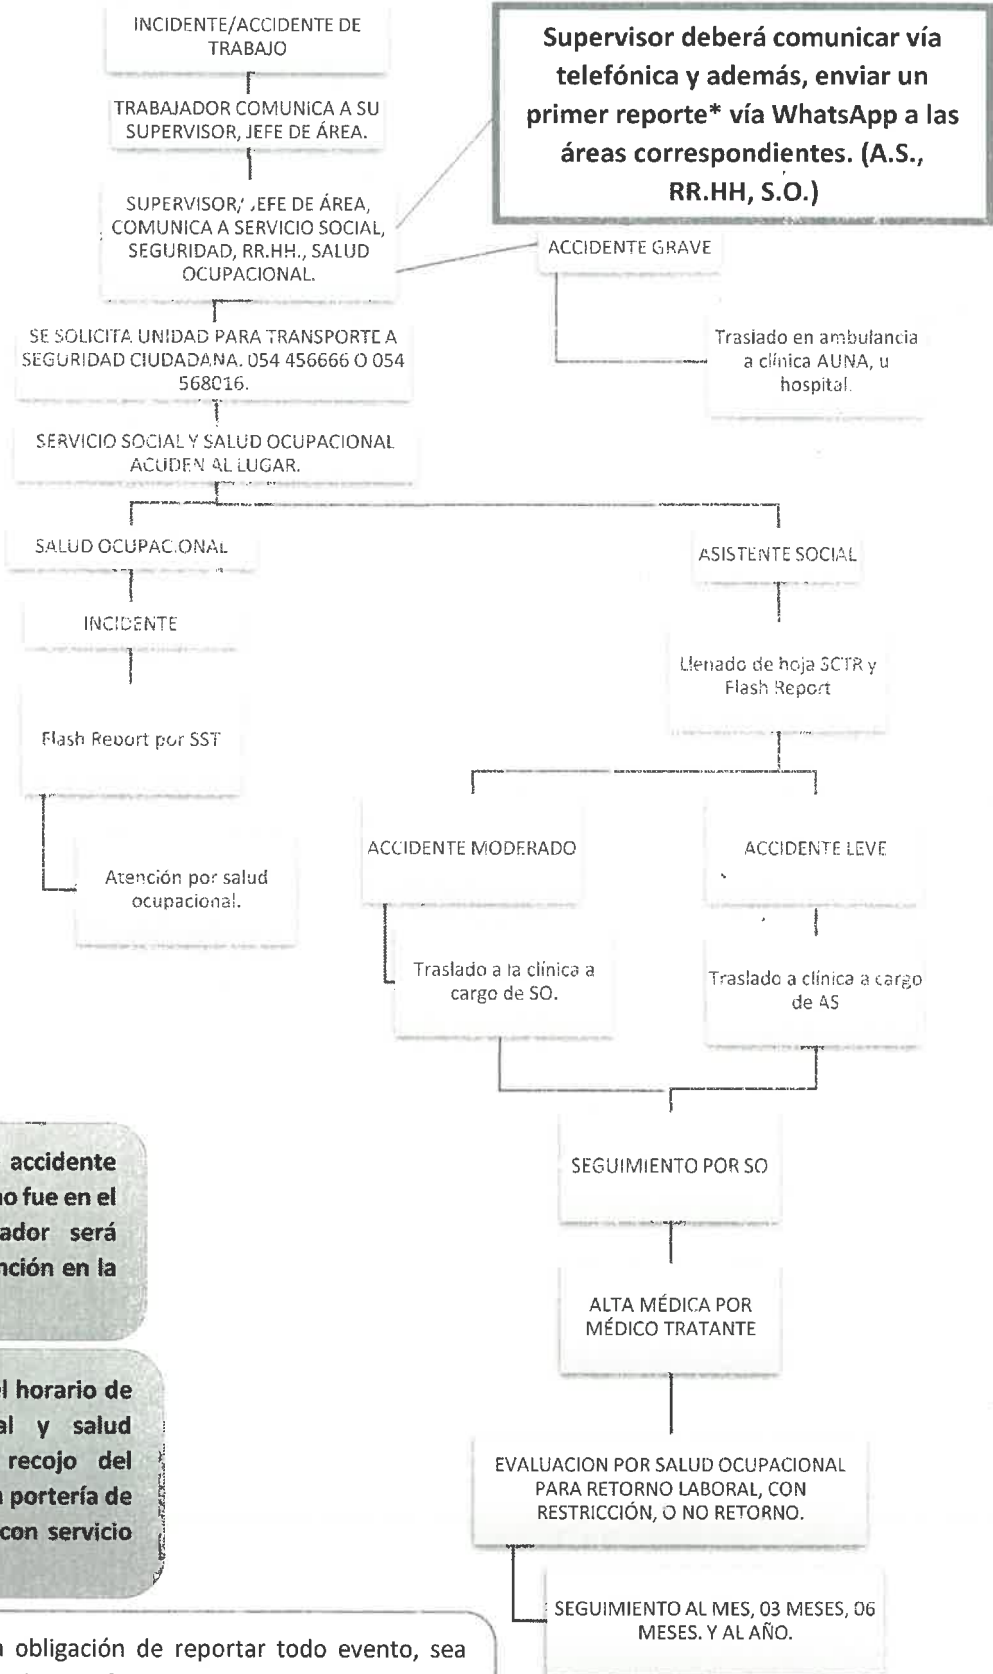 INCIDENTE/ACCIDENTE DE
TRABAJO
Supervisor deberá comunicar vía
telefónica y además, enviar un
primer reporte* vía WhatsApp a las
áreas correspondientes. (A.S.,
RR.HH, S.O.)
TRABAJADOR COMUNICA A SU
SUPERVISOR, JEFE DE ÁREA.
SUPERVISOR/ JEFE DE ÁREA,
COMUNICA A SERVICIO SOCIAL,
SEGURIDAD, RR.HH., SALUD
OCUPACIONAL.
ACCIDENTE GRAVE
Traslado en ambulancia
a clínica AUNA, u
hospital.
SE SOLICITA UNIDAD PARA TRANSPORTE A
SEGURIDAD CIUDADANA. 054 456666 O 054
568016.
SERVICIO SOCIAL Y SALUD OCUPACIONAL
ACUDEN AL LUGAR.
SALUD OCUPACIONAL
ASISTENTE SOCIAL
INCIDENTE
Llenado de hoja SCTR y
Flash Report
Flash Report por SST
Atención por salud
ocupacional.
ACCIDENTE MODERADO
ACCIDENTE LEVE
Traslado a la clínica a
cargo de SO.
Traslado a clínica a cargo
de AS
SEGUIMIENTO POR SO
ALTA MÉDICA POR
MÉDICO TRATANTE
EVALUACION POR SALUD OCUPACIONAL
PARA RETORNO LABORAL, CON
RESTRICCIÓN, O NO RETORNO.
SEGUIMIENTO AL MES, 03 MESES, 06
MESES. Y AL AÑO.
accidente
no fue en el
ador será
nción en la
l horario de
al y salud
recojo del
portería de
con servicio
a obligación de reportar todo evento, sea